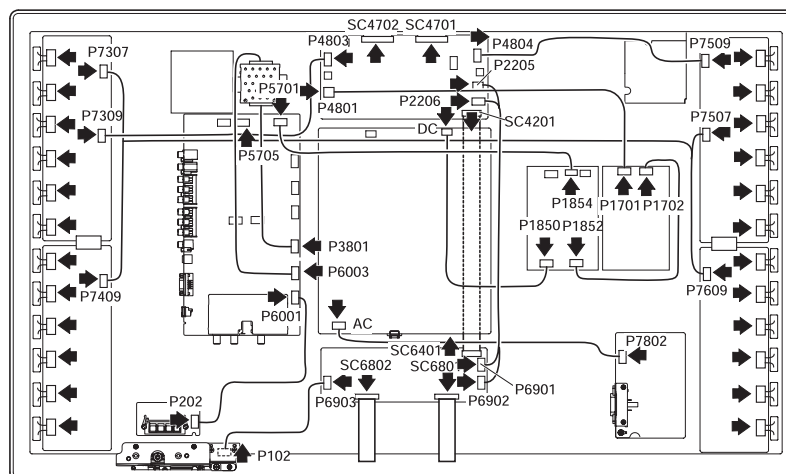 SC4702 SC4701
P4803
P4804
P7307
P7509
P2205
P5701
P4801
P2206
P7309
P7507
SC4201
DC
P5705
P1854
P1701
P1702
P1850
P1852
P3801
P6003
P7409
P7609
P6001
AC
SC6401
P7802
SC6802
SC6801
P6901
P202
P6903
P6902
P102